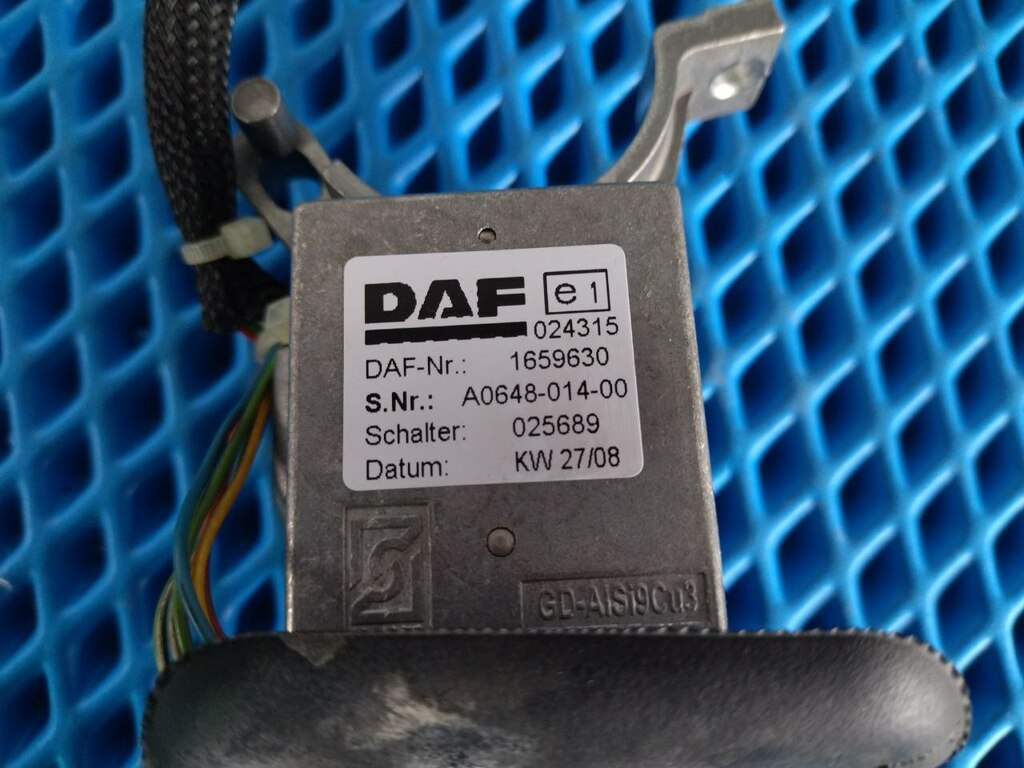 DAF e1
024315
DAF-Nr.: 1659630
S.Nr.: A0648-014-00
Schalter: 025689
Datum: KW 27/08
GD-AlSi9Cu3